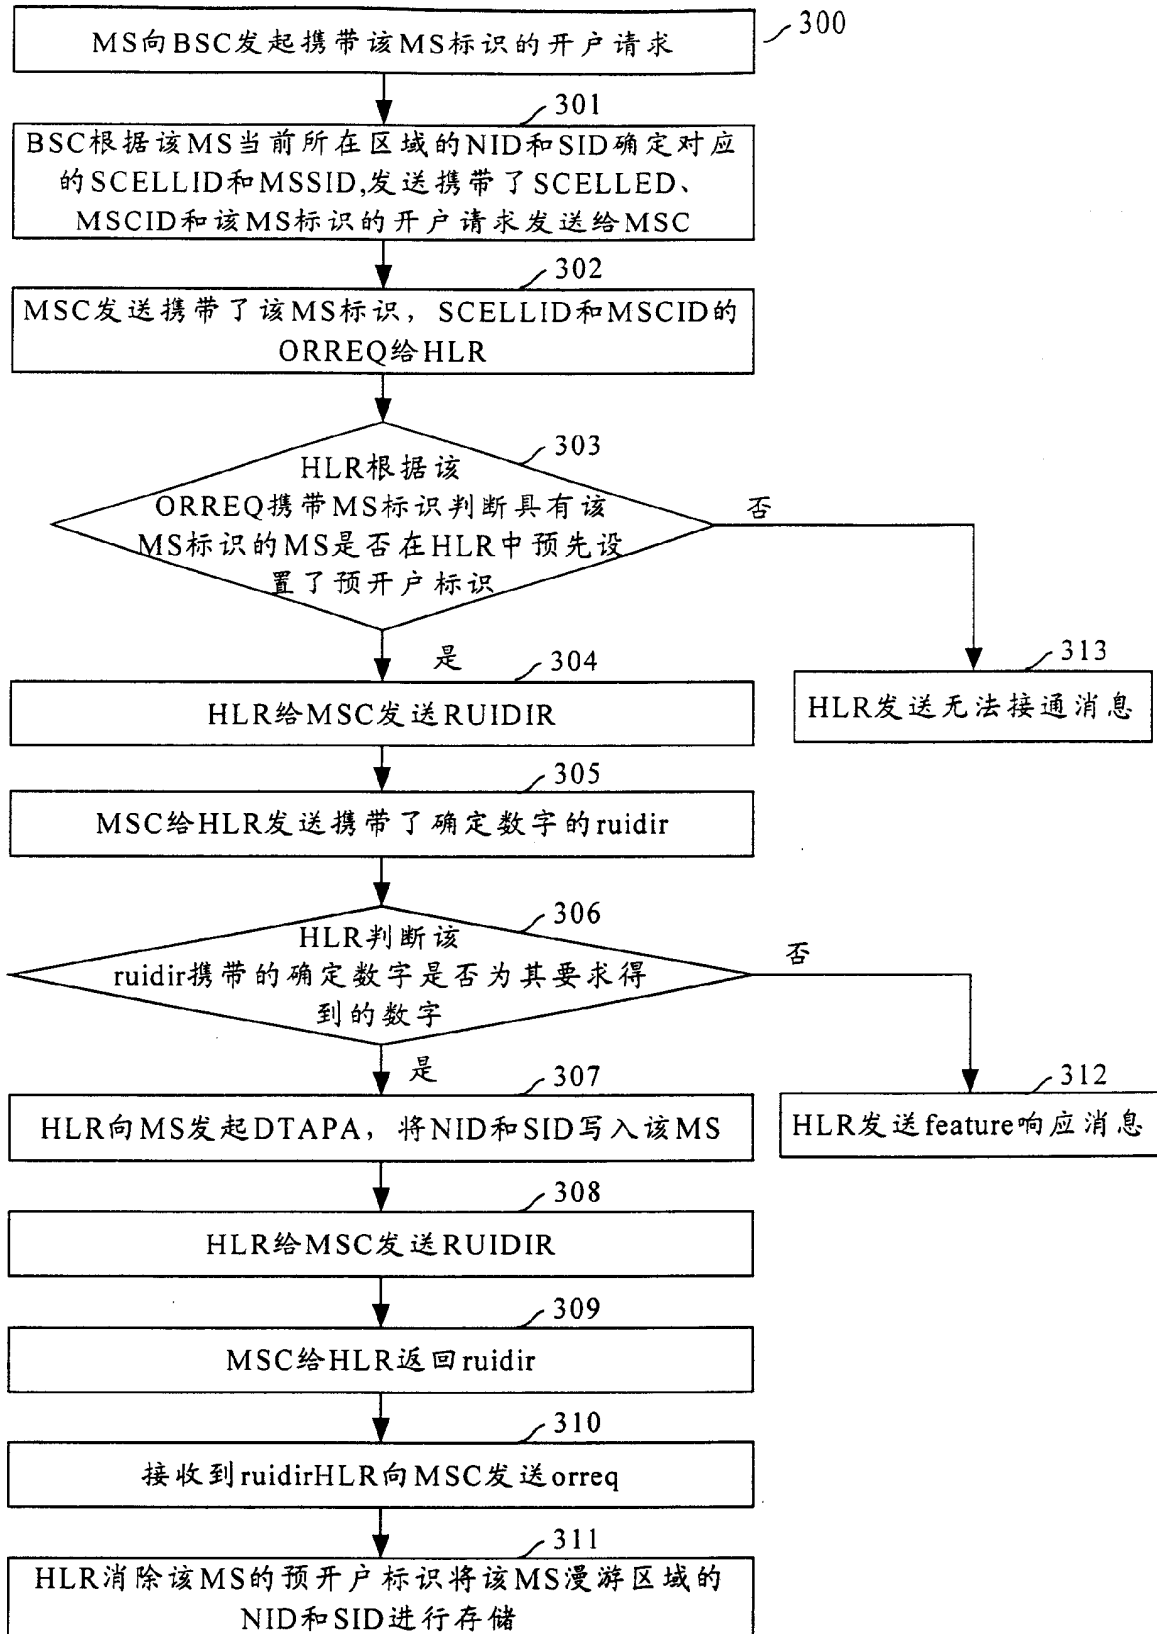 MS向BSC发起携带该MS标识的开户请求
300
301
BSC根据该MS当前所在区域的NID和SID确定对应
的SCELLID和MSSID,发送携带了SCELLED、
MSCID和该MS标识的开户请求发送给MSC
302
MSC发送携带了该MS标识，SCELLID和MSCID的
ORREQ给HLR
303
HLR根据该
ORREQ携带MS标识判断具有该
MS标识的MS是否在HLR中预先设
置了预开户标识
否
是
304
HLR给MSC发送RUIDIR
313
HLR发送无法接通消息
305
MSC给HLR发送携带了确定数字的ruidir
306
HLR判断该
ruidir携带的确定数字是否为其要求得
到的数字
否
是
307
HLR向MS发起DTAPA，将NID和SID写入该MS
312
HLR发送feature响应消息
308
HLR给MSC发送RUIDIR
309
MSC给HLR返回ruidir
310
接收到ruidirHLR向MSC发送orreq
311
HLR消除该MS的预开户标识将该MS漫游区域的
NID和SID进行存储